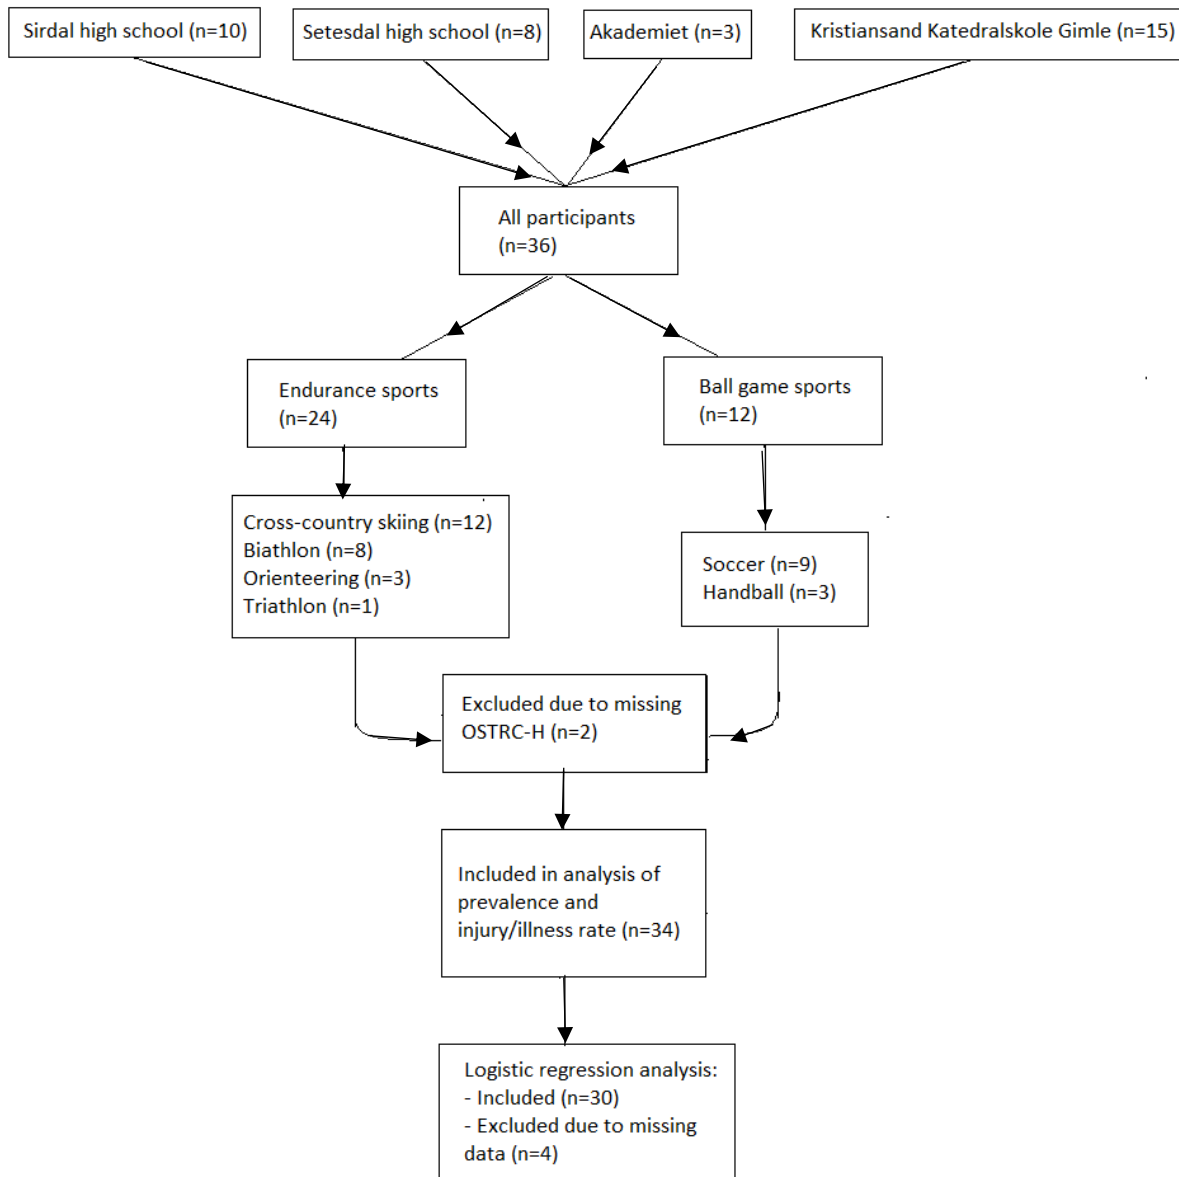 Sirdal high school (n=10)
Setesdal high school (n=8)
Akademiet (n=3)
Kristiansand Katedralskole Gimle (n=15)
All participants
(n=36)
Endurance sports
(n=24)
Ball game sports
(n=12)
Cross-country skiing (n=12)
Biathlon (n=8)
Orienteering (n=3)
Triathlon (n=1)
Soccer (n=9)
Handball (n=3)
Excluded due to missing
OSTRC-H (n=2)
Included in analysis of
prevalence and
injury/illness rate (n=34)
Logistic regression analysis:
- Included (n=30)
- Excluded due to missing
data (n=4)